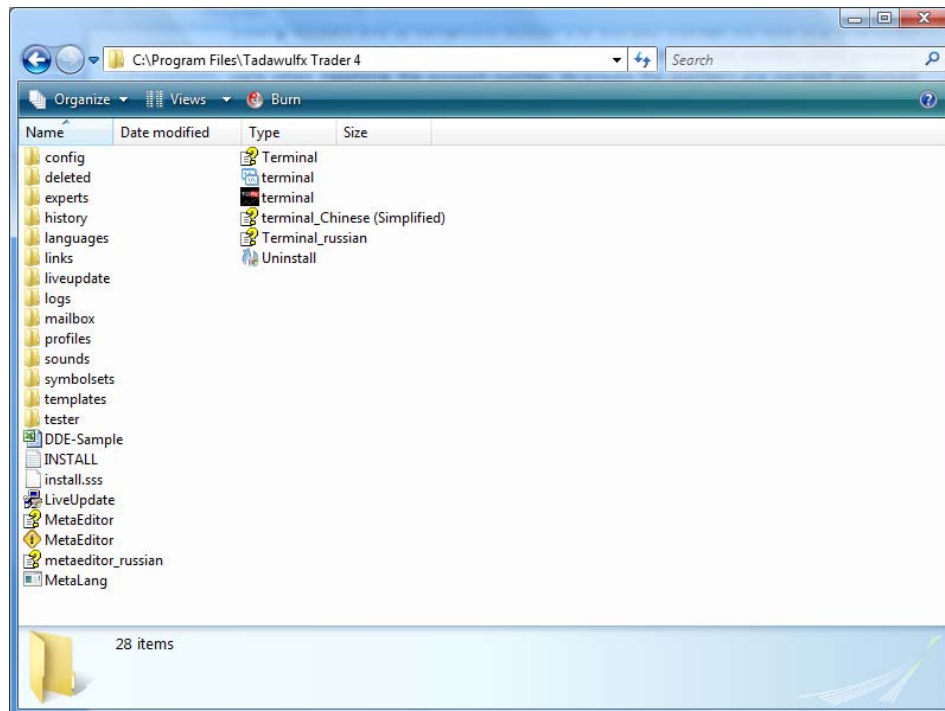 C:\Program Files\Tadawulfx Trader 4
Search
Organize Views Burn
Name Date modified Type Size
config
deleted
experts
history
languages
links
liveupdate
logs
mailbox
profiles
sounds
symbolsets
templates
tester
DDE-Sample
INSTALL
install.sss
LiveUpdate
MetaEditor
MetaEditor
metaeditor_russian
MetaLang
Terminal
terminal
terminal
terminal_Chinese (Simplified)
Terminal_russian
Uninstall
28 items